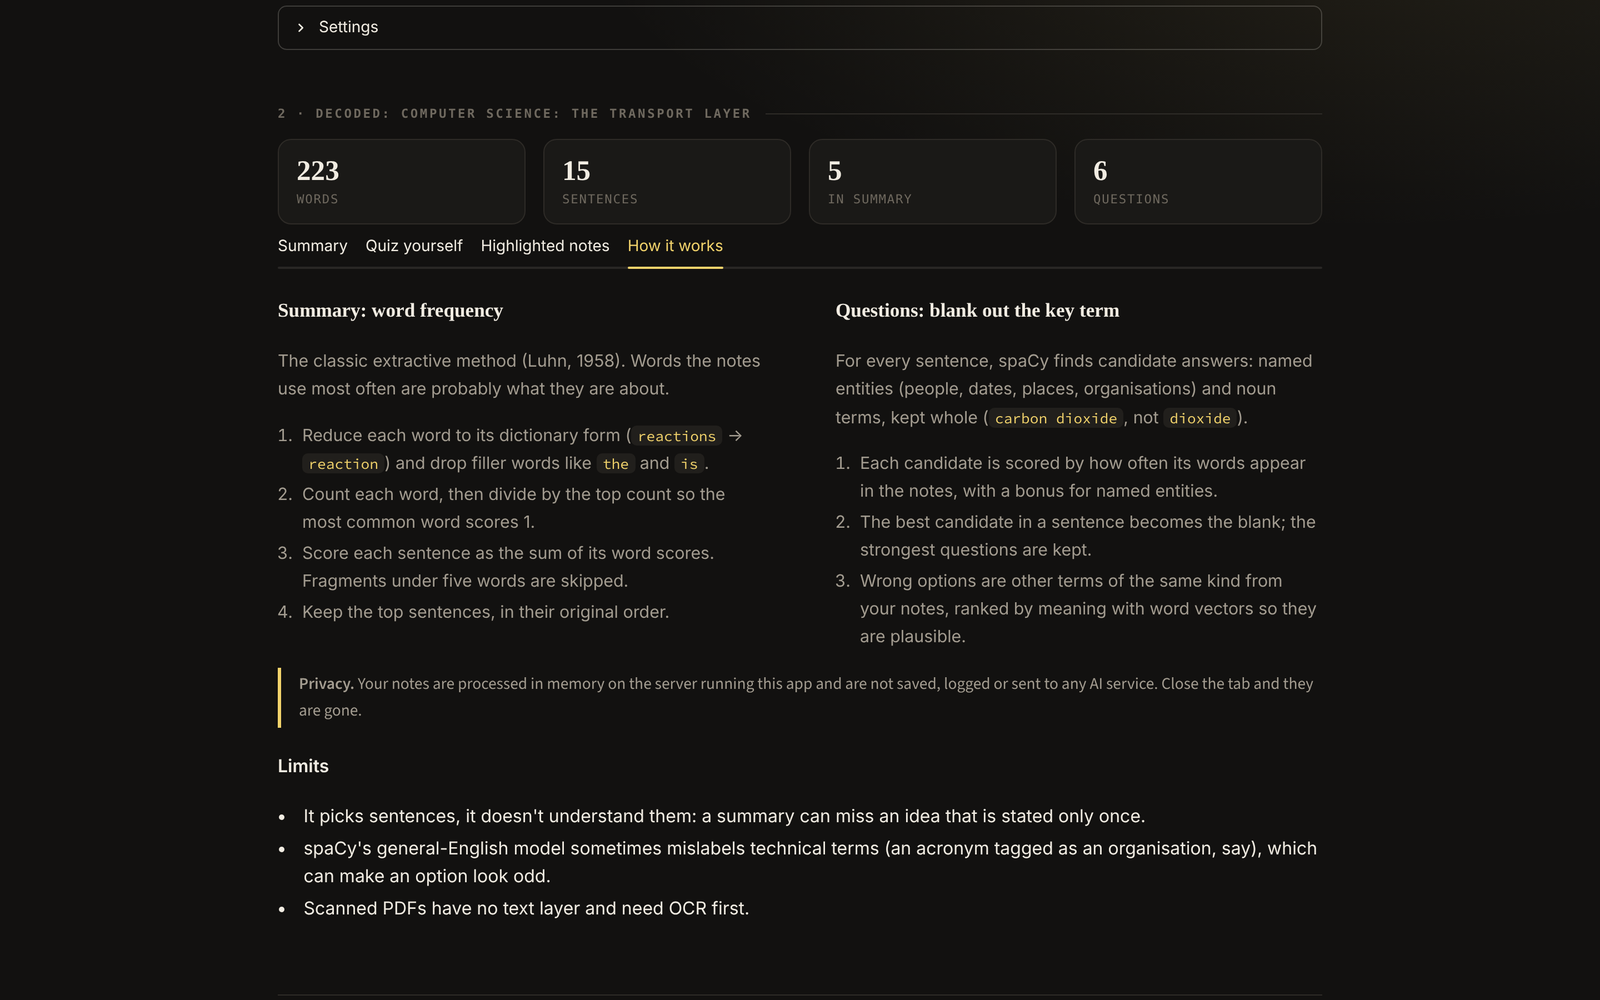 Settings
2 · DECODED: COMPUTER SCIENCE: THE TRANSPORT LAYER
223
WORDS
15
SENTENCES
5
IN SUMMARY
6
QUESTIONS
Summary Quiz yourself Highlighted notes How it works
Summary: word frequency
The classic extractive method (Luhn, 1958). Words the notes
use most often are probably what they are about.
1. Reduce each word to its dictionary form (reactions →
reaction) and drop filler words like the and is.
2. Count each word, then divide by the top count so the
most common word scores 1.
3. Score each sentence as the sum of its word scores.
Fragments under five words are skipped.
4. Keep the top sentences, in their original order.
Questions: blank out the key term
For every sentence, spaCy finds candidate answers: named
entities (people, dates, places, organisations) and noun
terms, kept whole (carbon dioxide, not dioxide).
1. Each candidate is scored by how often its words appear
in the notes, with a bonus for named entities.
2. The best candidate in a sentence becomes the blank; the
strongest questions are kept.
3. Wrong options are other terms of the same kind from
your notes, ranked by meaning with word vectors so they
are plausible.
Privacy. Your notes are processed in memory on the server running this app and are not saved, logged or sent to any AI service. Close the tab and they
are gone.
Limits
• It picks sentences, it doesn't understand them: a summary can miss an idea that is stated only once.
• spaCy's general-English model sometimes mislabels technical terms (an acronym tagged as an organisation, say), which
can make an option look odd.
• Scanned PDFs have no text layer and need OCR first.